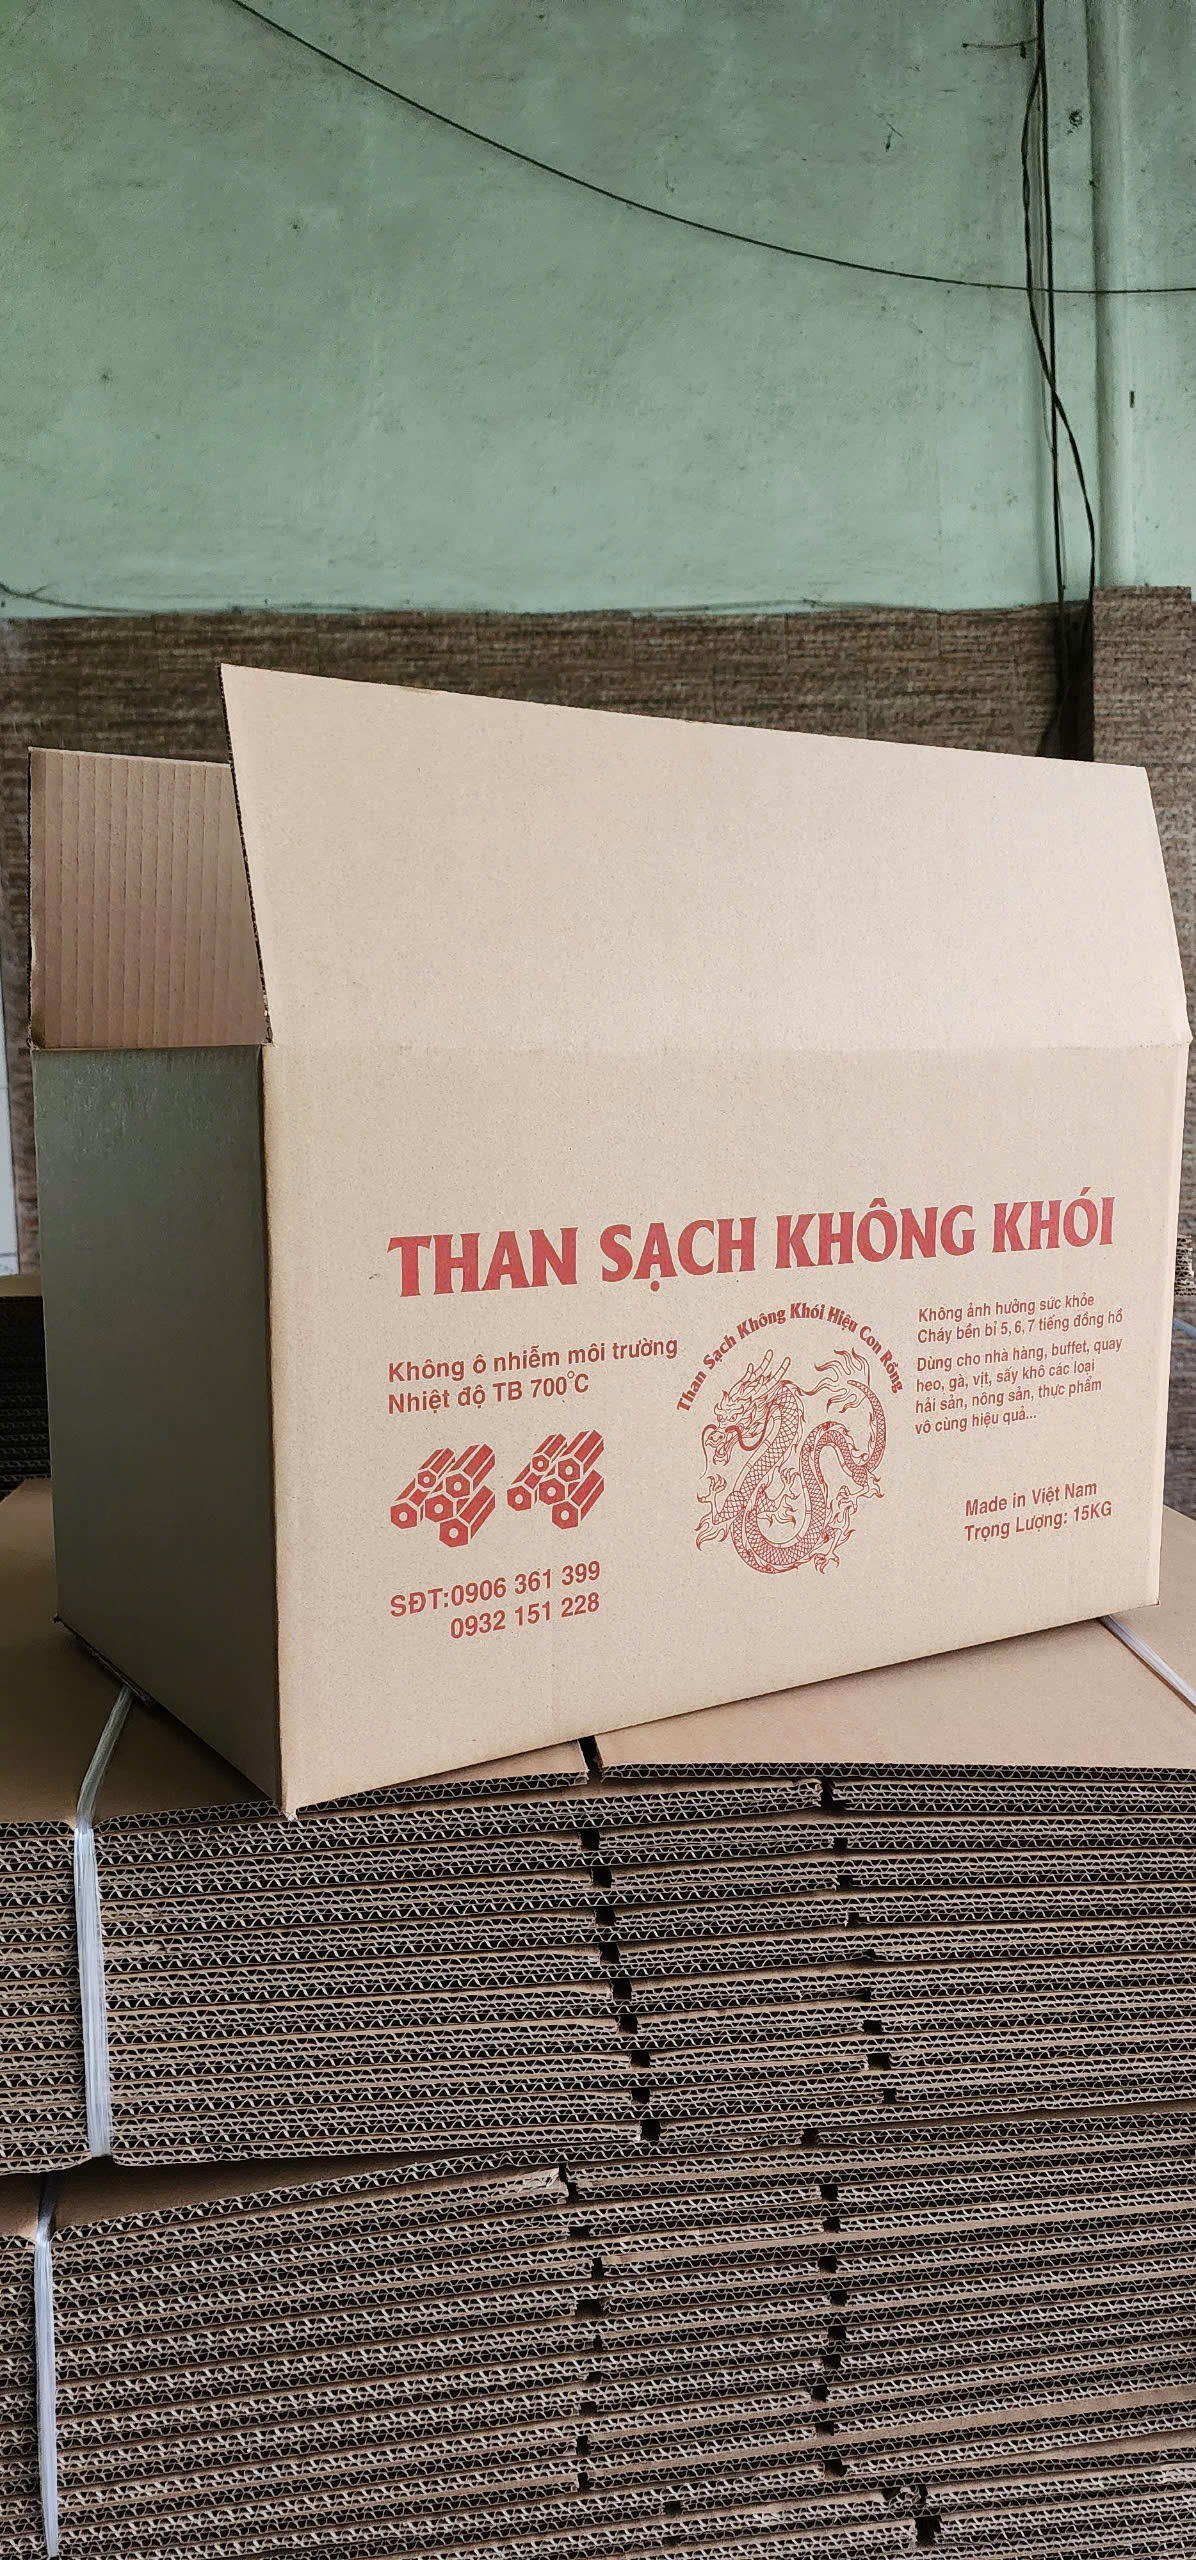 THAN SẠCH KHÔNG KHÓI
Không ô nhiễm môi trường
Nhiệt độ TB 700°C
SĐT:0906 361 399
0932 151 228
Than Sạch Không Khói Hiệu Con Rồng
Không ảnh hưởng sức khỏe
Cháy bền bỉ 5, 6, 7 tiếng đồng hồ
Dùng cho nhà hàng, buffet, quay
heo, gà, vịt, sấy khô các loại
hải sản, nông sản, thực phẩm
vô cùng hiệu quả...
Made in Việt Nam
Trọng Lượng: 15KG